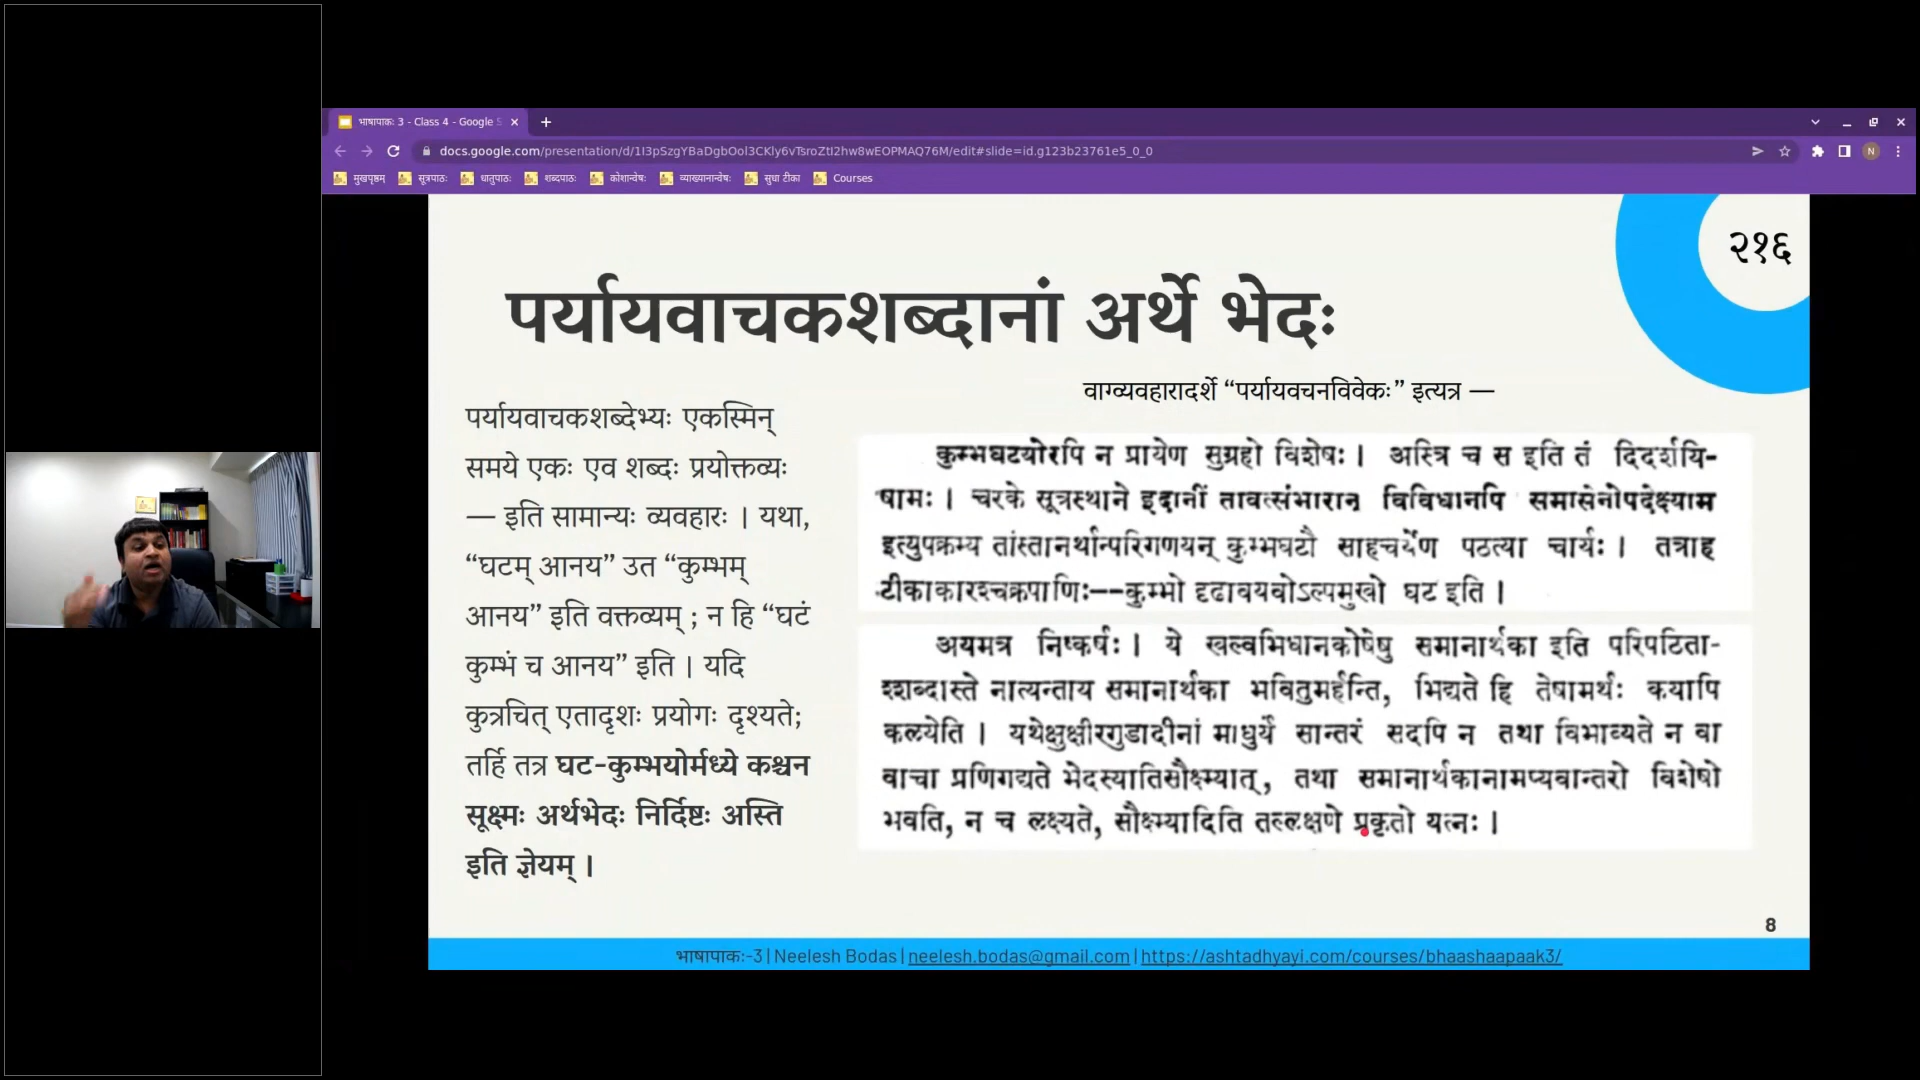 भाषापाकः 3 - Class 4 - Google S
docs.google.com/presentation/d/1I3pSzgYBaDgbOol3CKly6vTsroZtI2hw8wEOPMAQ76M/edit#slide=id.g123b23761e5_0_0
N
मुखपृष्ठम् सूत्रपाठः धातुपाठः शब्दपाठः कोशान्वेषः व्याख्यानान्वेषः सुधा टीका Courses
२१६
पर्यायवाचकशब्दानां अर्थे भेदः
वाग्व्यवहारादर्शे “पर्यायवचनविवेकः” इत्यत्र —
पर्यायवाचकशब्देभ्यः एकस्मिन्
समये एकः एव शब्दः प्रयोक्तव्यः
— इति सामान्यः व्यवहारः । यथा,
“घटम् आनय” उत “कुम्भम्
आनय” इति वक्तव्यम् ; न हि “घटं
कुम्भं च आनय” इति । यदि
कुत्रचित् एतादृशः प्रयोगः दृश्यते;
तर्हि तत्र घट-कुम्भयोर्मध्ये कश्चन
सूक्ष्मः अर्थभेदः निर्दिष्टः अस्ति
इति ज्ञेयम् ।
कुम्भघटयोरपि न प्रायेण सुग्रहो विशेषः । अस्त्रि च स इति तं दिदर्शयि-
षामः । चरके सूत्रस्थाने इदानीं तावत्संभारान् विविधानपि समासेनोपदेक्ष्याम
इत्युपक्रम्य तांस्तानर्थान्परिगणयन् कुम्भघटौ साहचर्येण पठत्या चार्यः । तत्राह
टीकाकारश्चक्रपाणिः--कुम्भो दृढावयवोऽल्पमुखो घट इति ।
अयमत्र निष्कर्षः । ये खल्वभिधानकोषेषु समानार्थका इति परिपठिता-
श्शब्दास्ते नात्यन्ताय समानार्थका भवितुमर्हन्ति, भिद्यते हि तेषामर्थः कयापि
कलयेति । यथेक्षुक्षीरगुडादीनां माधुर्यं सान्तरं सदपि न तथा विभाव्यते न वा
वाचा प्रणिगद्यते भेदस्यातिसौक्ष्म्यात्, तथा समानार्थकानामप्यवान्तरो विशेषो
भवति, न च लक्ष्यते, सौक्ष्म्यादिति तल्लक्षणे प्रकृतो यत्नः ।
8
भाषापाकः-3 | Neelesh Bodas | neelesh.bodas@gmail.com | https://ashtadhyayi.com/courses/bhaashaapaak3/